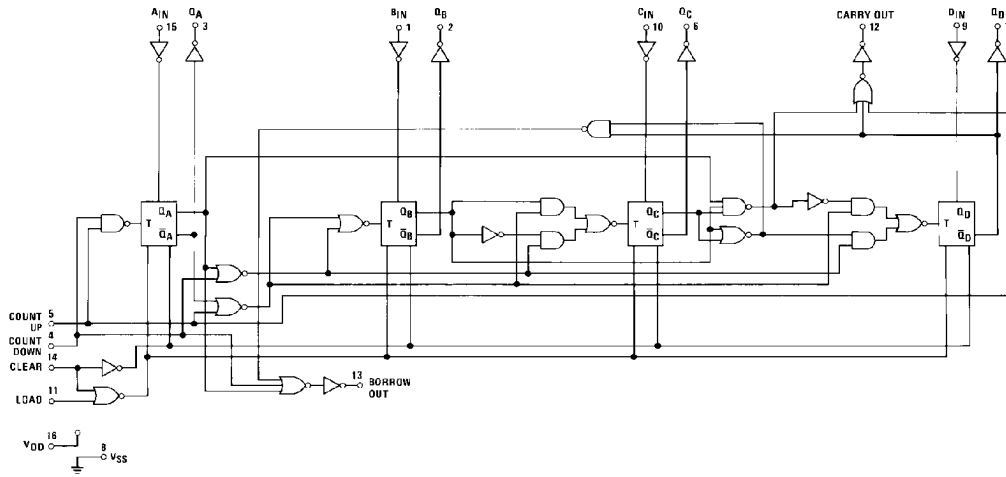 A_IN Q_A B_IN Q_B C_IN Q_C CARRY OUT D_IN Q_D
15 3 1 2 10 6 12 9
Q_A Q_B Q_C Q_D
T T T T
Q̅_A Q̅_B Q̅_C Q̅_D
COUNT UP 5
COUNT DOWN 4
CLEAR 14
LOAD 11
13 BORROW OUT
V_DD 16
8 V_SS